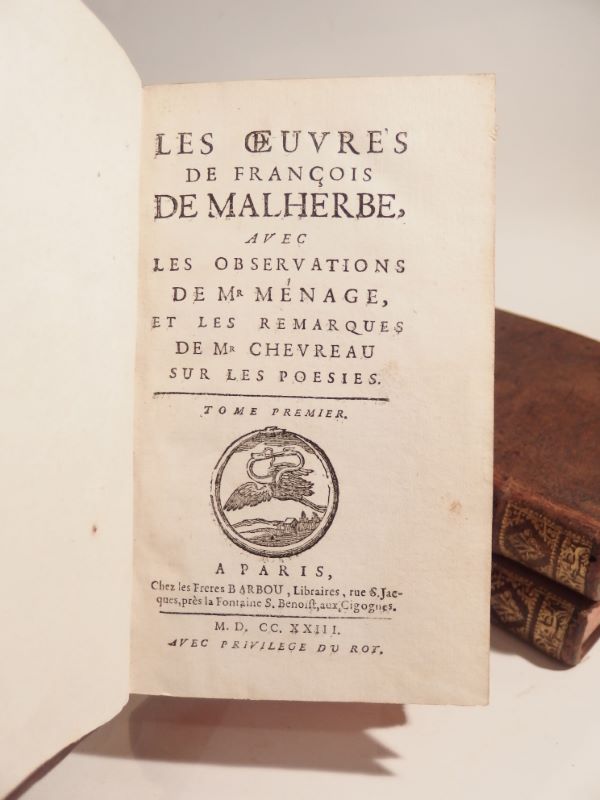 LES ŒUVRES
DE FRANÇOIS
DE MALHERBE,
AVEC
LES OBSERVATIONS
DE MR MÉNAGE,
ET LES REMARQUES
DE MR CHEVREAU
SUR LES POESIES.
TOME PREMIER.
A PARIS,
Chez les Freres BARBOU, Libraires, rue S. Jac-
ques, près la Fontaine S. Benoist, aux Cigognes.
M. D. CC. XXIII.
AVEC PRIVILEGE DU ROY.